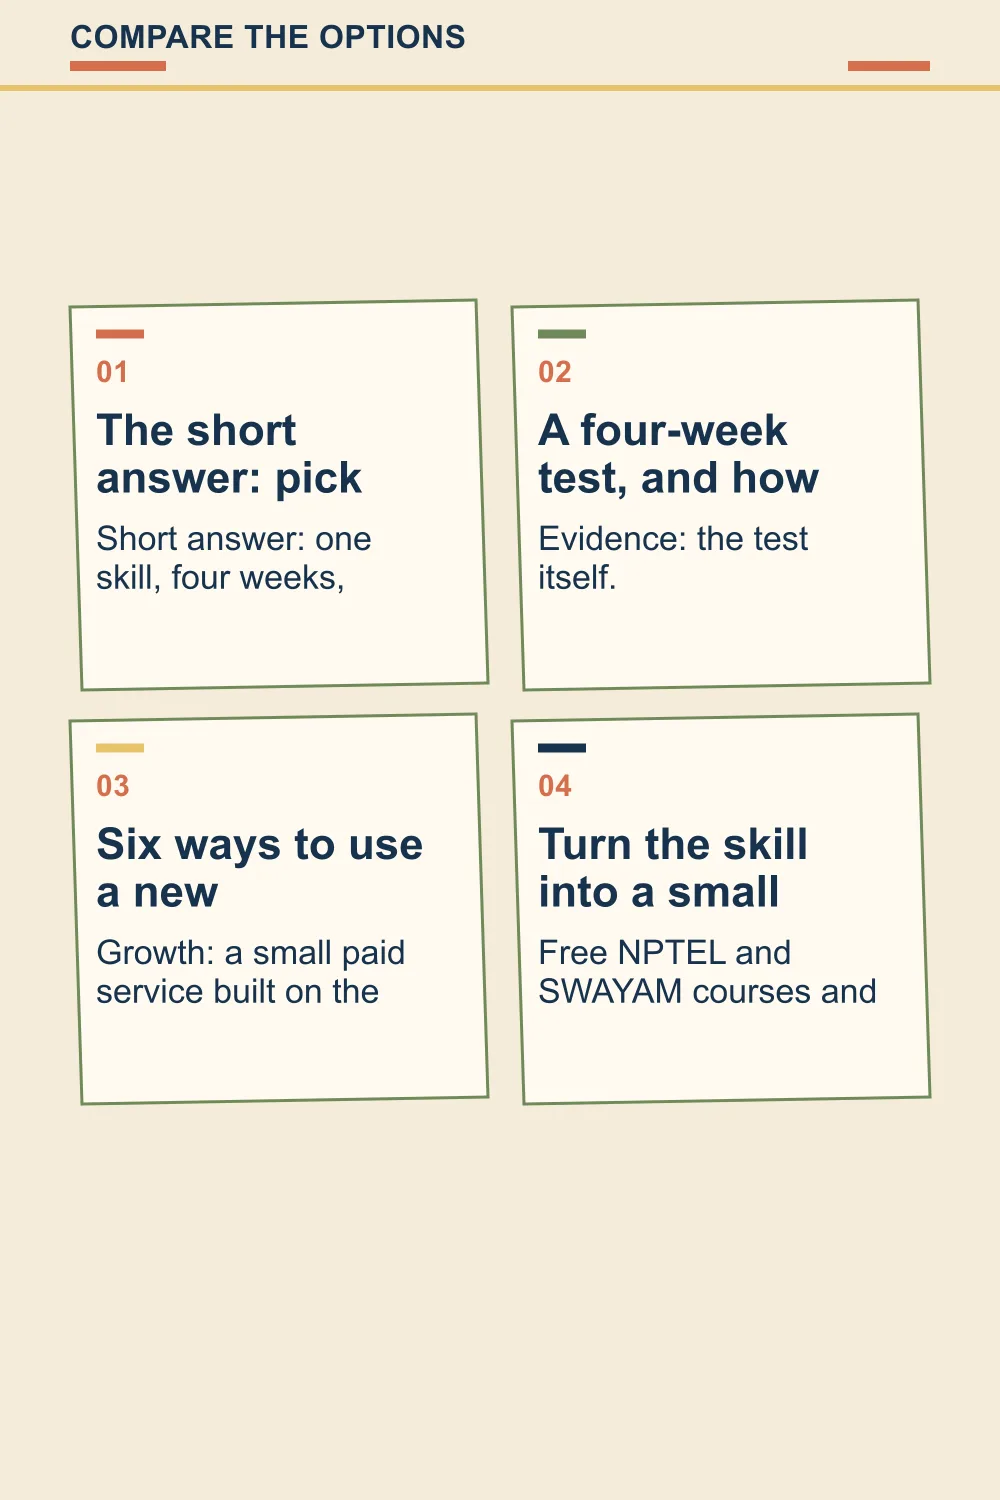 COMPARE THE OPTIONS
01
The short
answer: pick
Short answer: one
skill, four weeks,
02
A four-week
test, and how
Evidence: the test
itself.
03
Six ways to use
a new
Growth: a small paid
service built on the
04
Turn the skill
into a small
Free NPTEL and
SWAYAM courses and